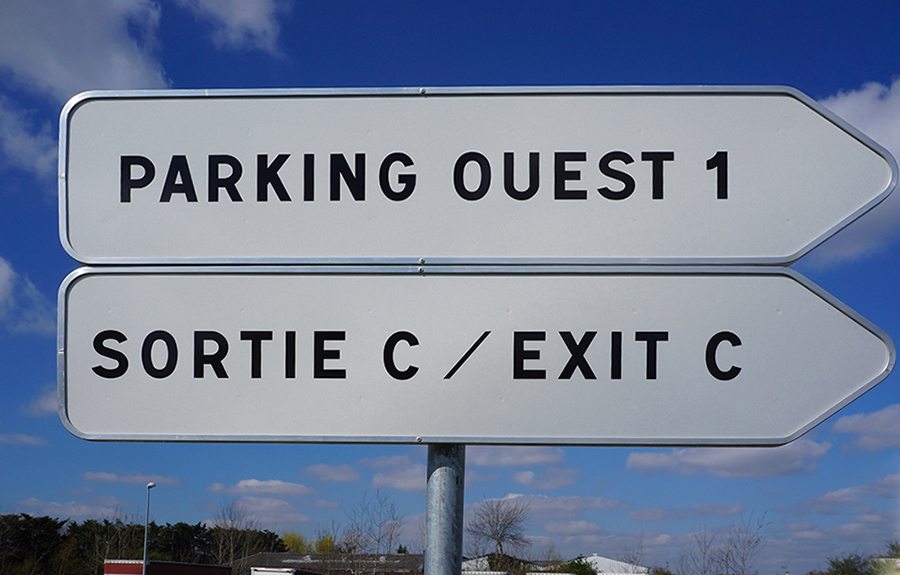 PARKING OUEST 1
SORTIE C / EXIT C